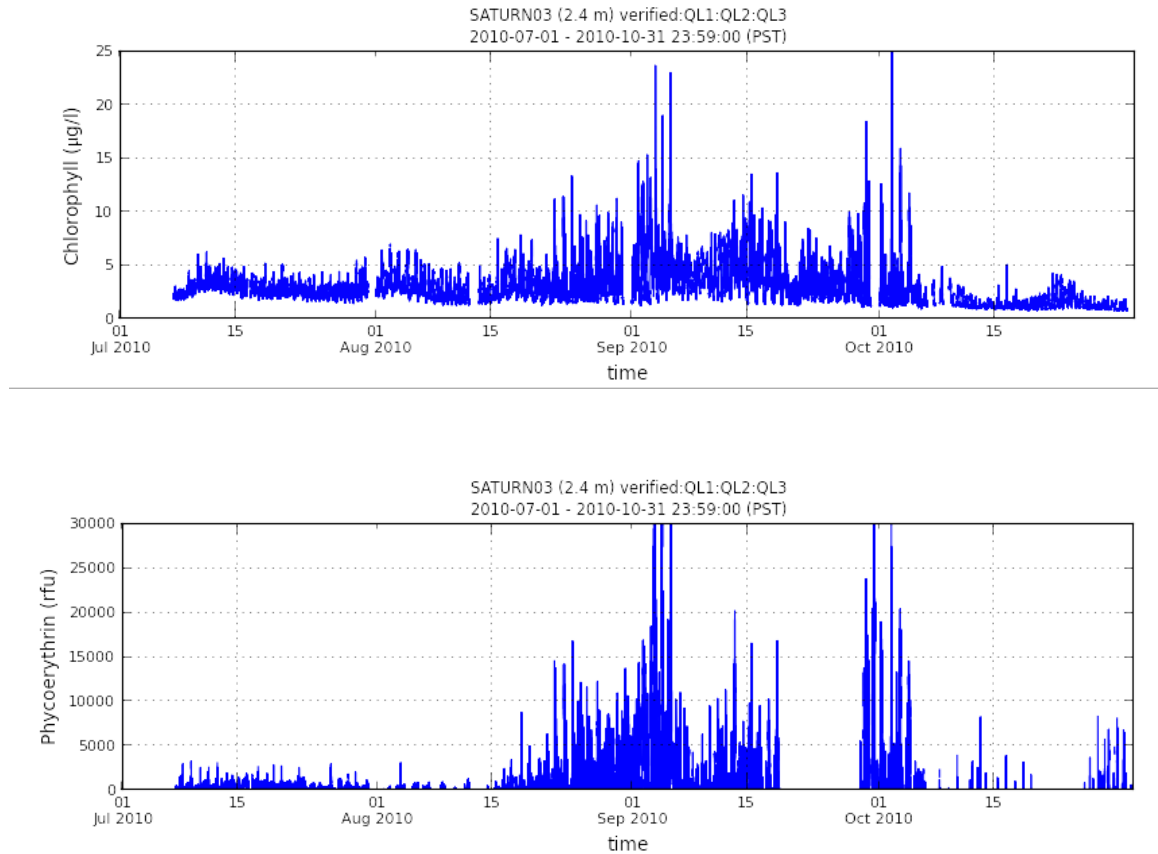 SATURN03 (2.4 m) verified:QL1:QL2:QL3
2010-07-01 - 2010-10-31 23:59:00 (PST)
25
20
15
10
5
0
Chlorophyll (µg/l)
01 15 01 15 01 15 01 15
Jul 2010 Aug 2010 Sep 2010 Oct 2010
time
SATURN03 (2.4 m) verified:QL1:QL2:QL3
2010-07-01 - 2010-10-31 23:59:00 (PST)
30000
25000
20000
15000
10000
5000
0
Phycoerythrin (rfu)
01 15 01 15 01 15 01 15
Jul 2010 Aug 2010 Sep 2010 Oct 2010
time